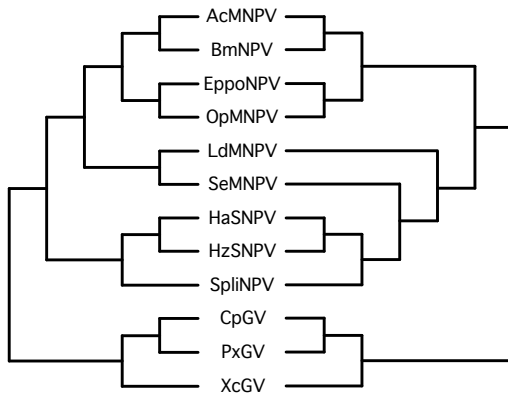 AcMNPV
BmNPV
EppoNPV
OpMNPV
LdMNPV
SeMNPV
HaSNPV
HzSNPV
SpliNPV
CpGV
PxGV
XcGV